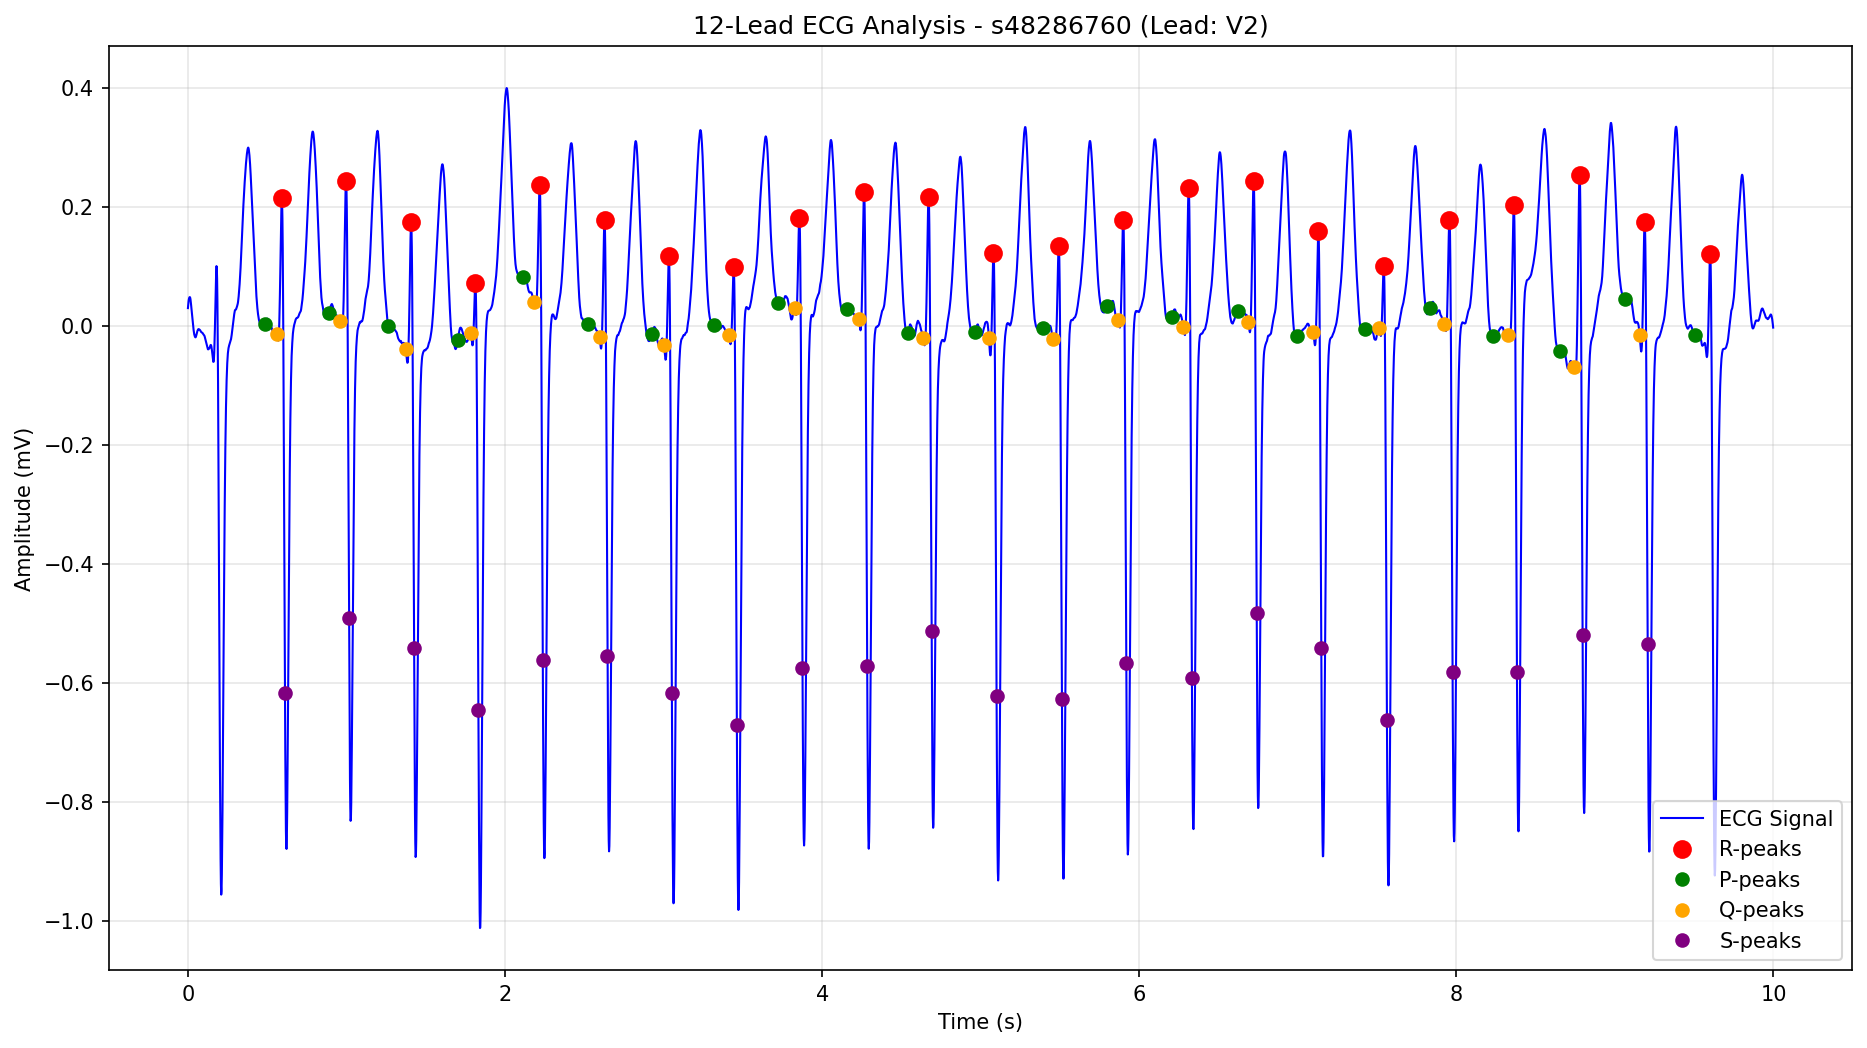 12-Lead ECG Analysis - s48286760 (Lead: V2)
0.4
0.2
0.0
−0.2
−0.4
−0.6
−0.8
−1.0
Amplitude (mV)
0 2 4 6 8 10
Time (s)
ECG Signal
R-peaks
P-peaks
Q-peaks
S-peaks